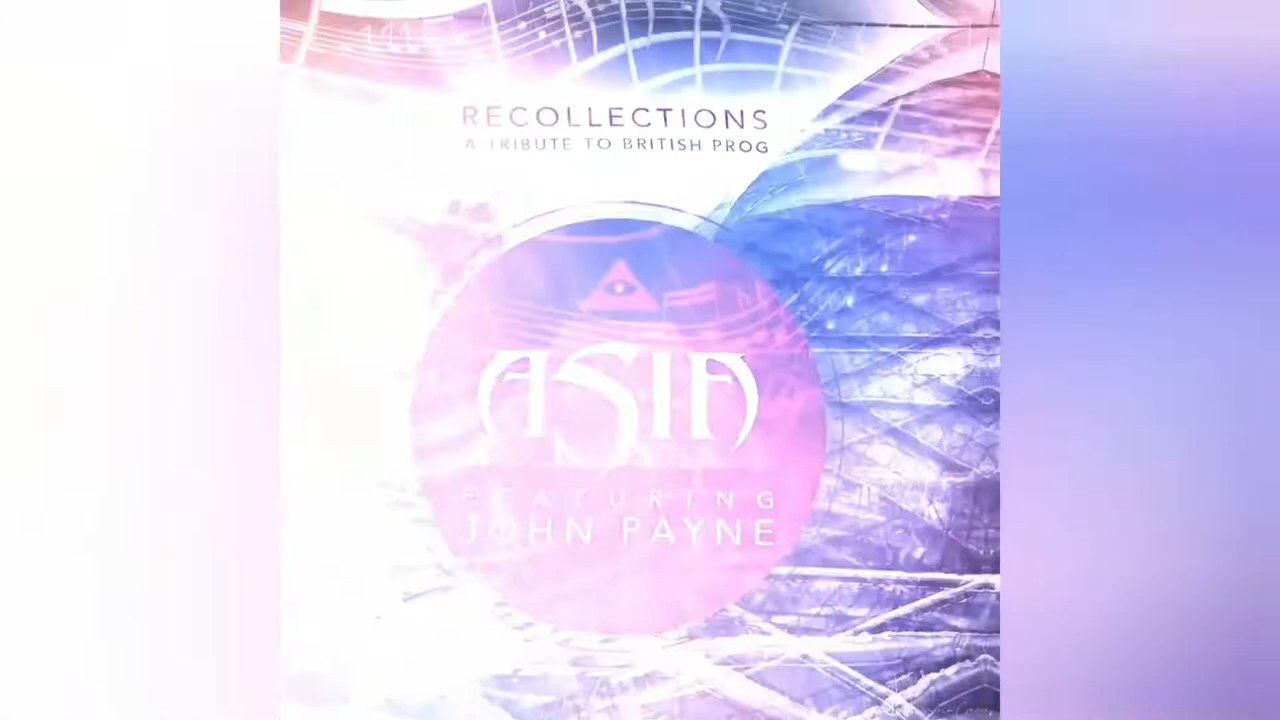 RECOLLECTIONS
A TRIBUTE TO BRITISH PROG
ASIA
FEATURING
JOHN PAYNE